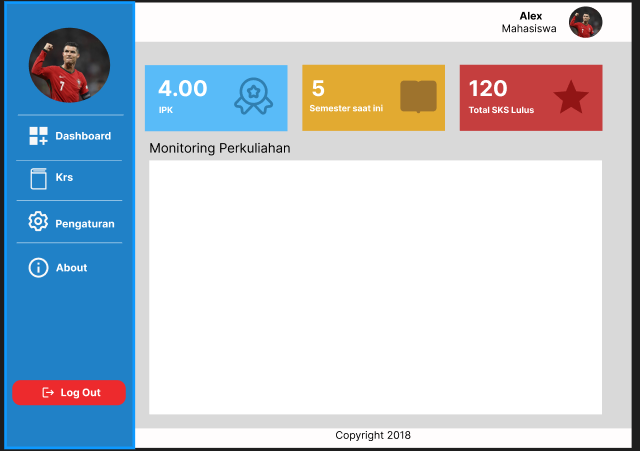 Alex
Mahasiswa
Dashboard
Krs
Pengaturan
About
Log Out
4.00
IPK
5
Semester saat ini
120
Total SKS Lulus
Monitoring Perkuliahan
Copyright 2018